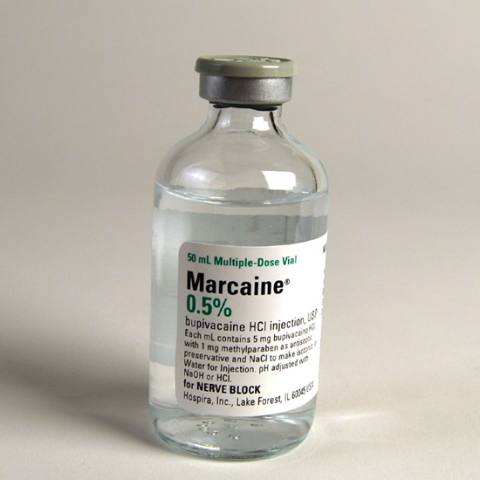 50 mL Multiple-Dose Vial
Marcaine®
0.5%
bupivacaine HCl injection, USP
Each mL contains 5 mg bupivacaine HCl
with 1 mg methylparaben as antiseptic
preservative and NaCl to make isotonic in
Water for Injection. pH adjusted with
NaOH or HCl.
for NERVE BLOCK
Hospira, Inc., Lake Forest, IL 60045 USA